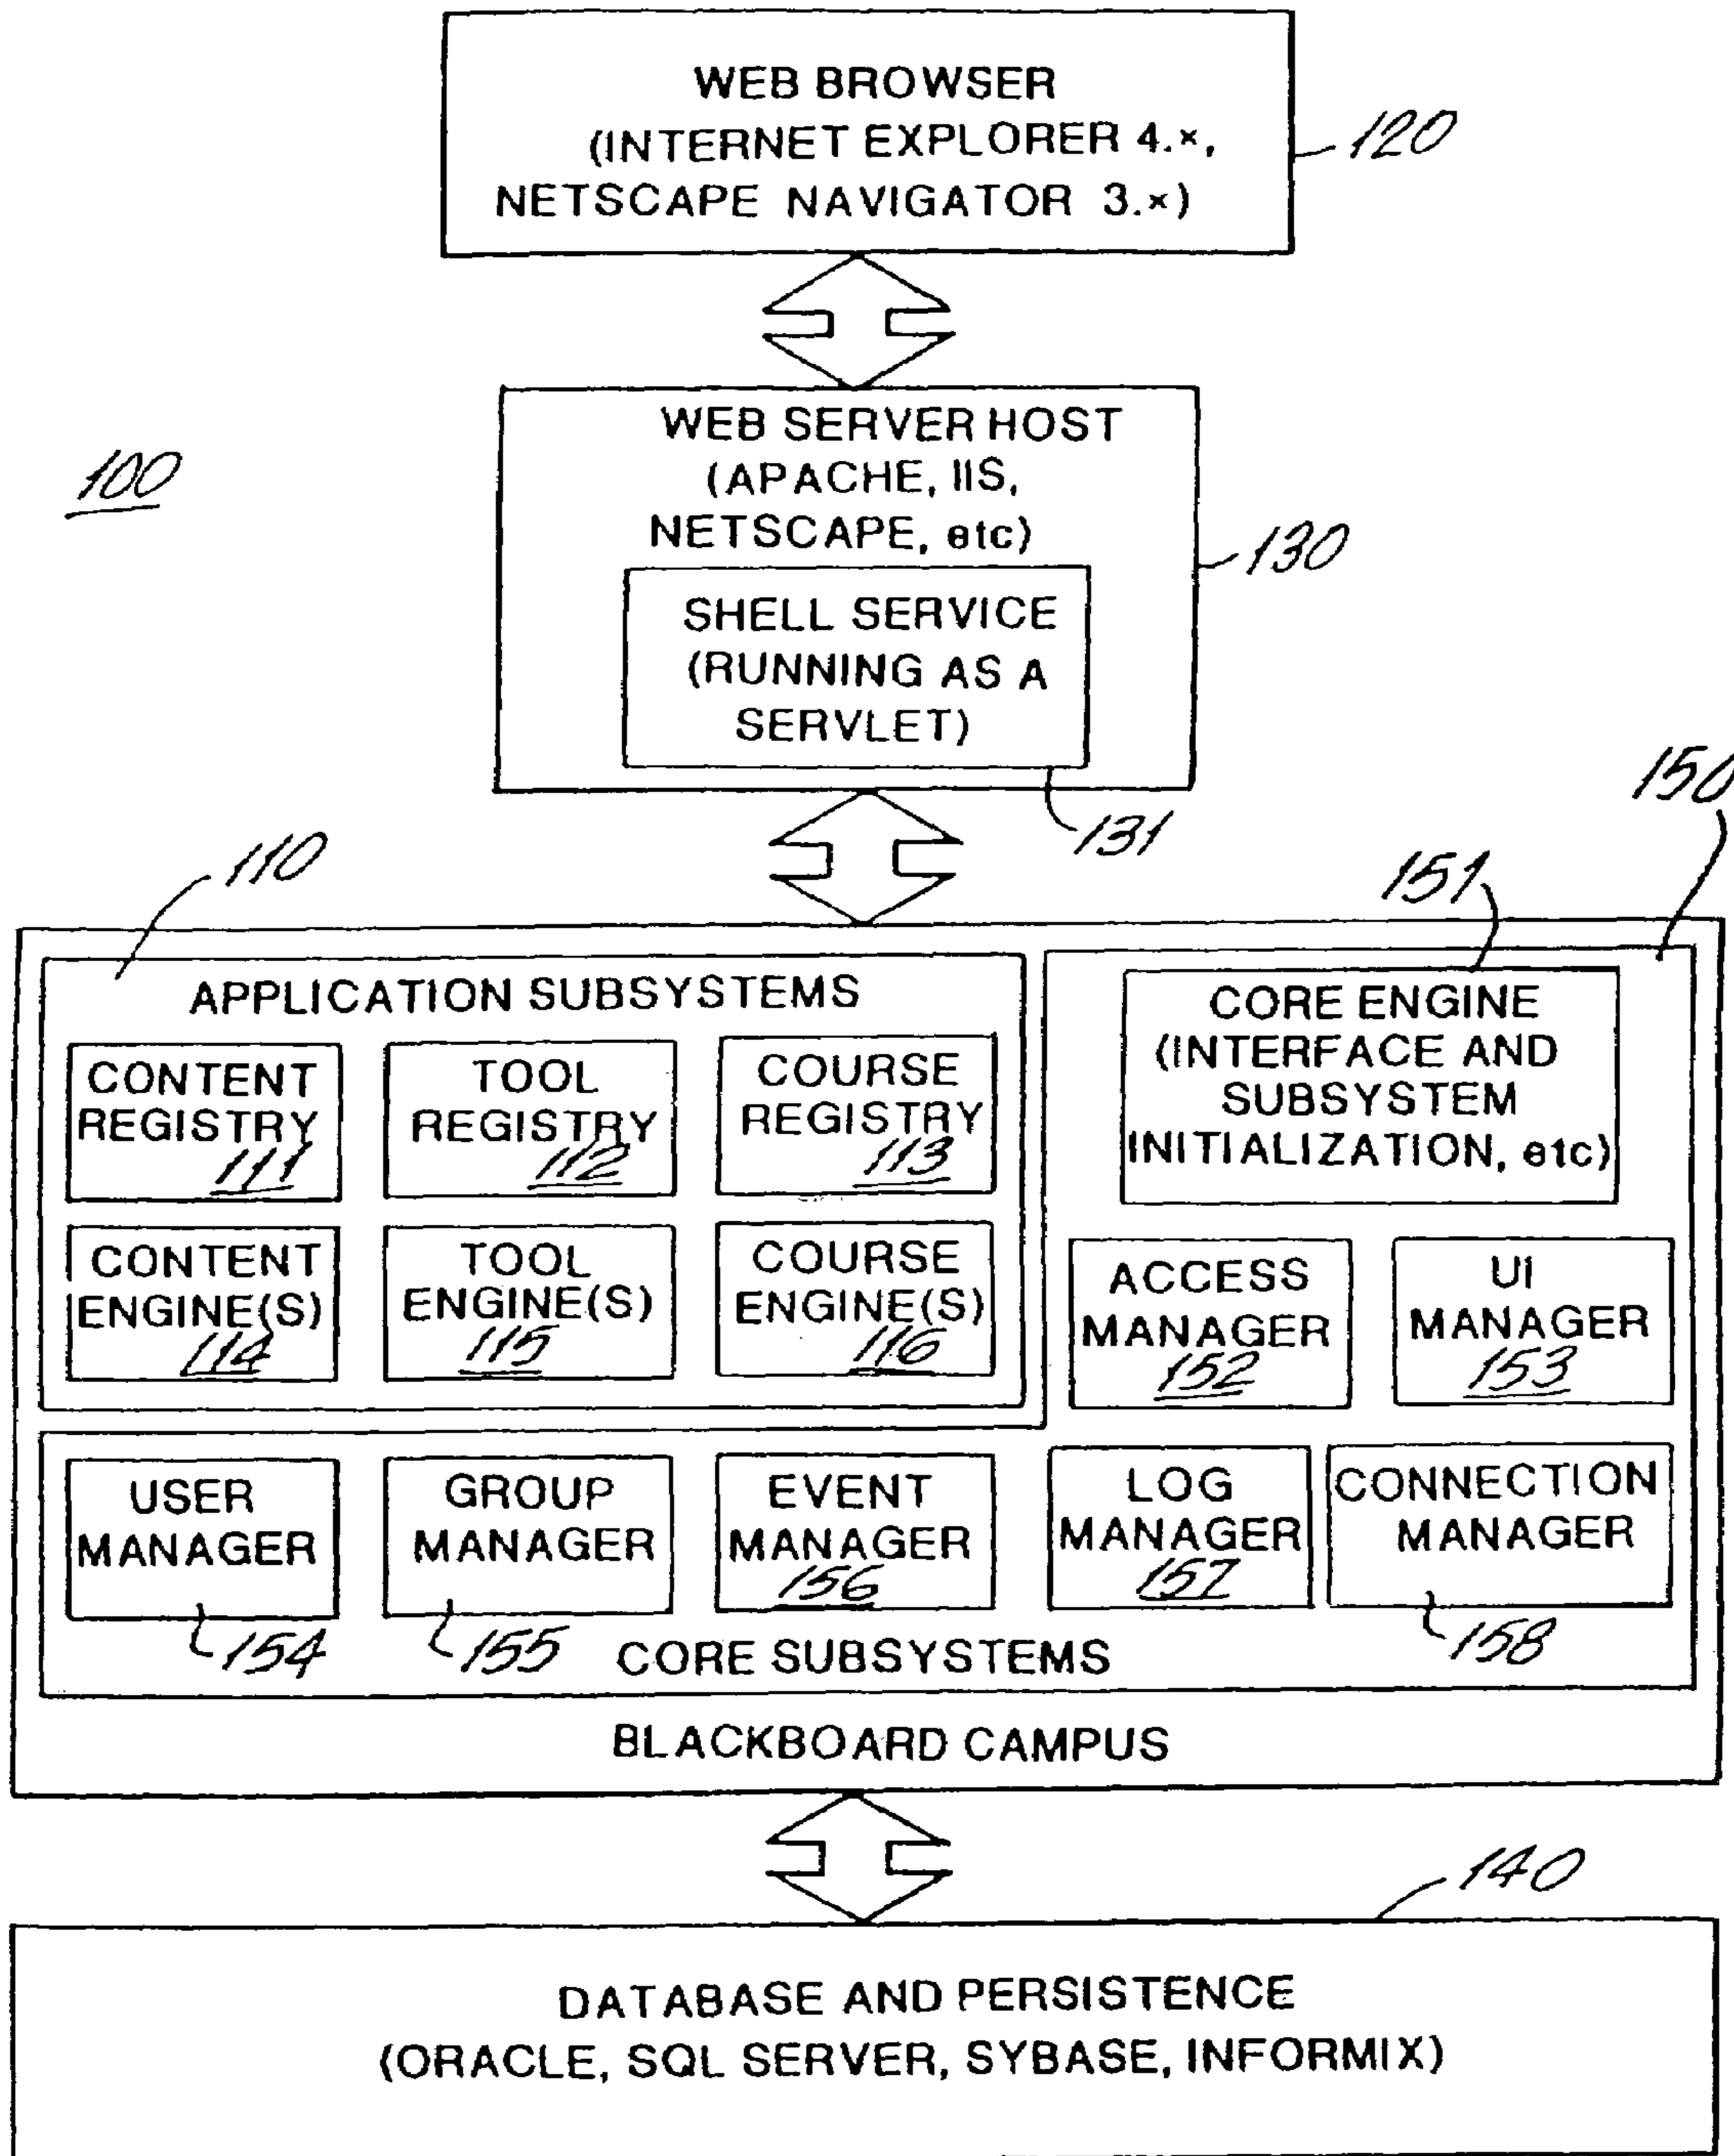 WEB BROWSER
(INTERNET EXPLORER 4.×,
NETSCAPE NAVIGATOR 3.×)
120
WEB SERVER HOST
(APACHE, IIS,
NETSCAPE, etc)
100
130
SHELL SERVICE
(RUNNING AS A
SERVLET)
131
150
110
151
APPLICATION SUBSYSTEMS
CONTENT
REGISTRY
111
TOOL
REGISTRY
112
COURSE
REGISTRY
113
CORE ENGINE
(INTERFACE AND
SUBSYSTEM
INITIALIZATION, etc)
CONTENT
ENGINE(S)
114
TOOL
ENGINE(S)
115
COURSE
ENGINE(S)
116
ACCESS
MANAGER
152
UI
MANAGER
153
USER
MANAGER
154
GROUP
MANAGER
155
EVENT
MANAGER
156
LOG
MANAGER
157
CONNECTION
MANAGER
158
CORE SUBSYSTEMS
BLACKBOARD CAMPUS
140
DATABASE AND PERSISTENCE
(ORACLE, SQL SERVER, SYBASE, INFORMIX)